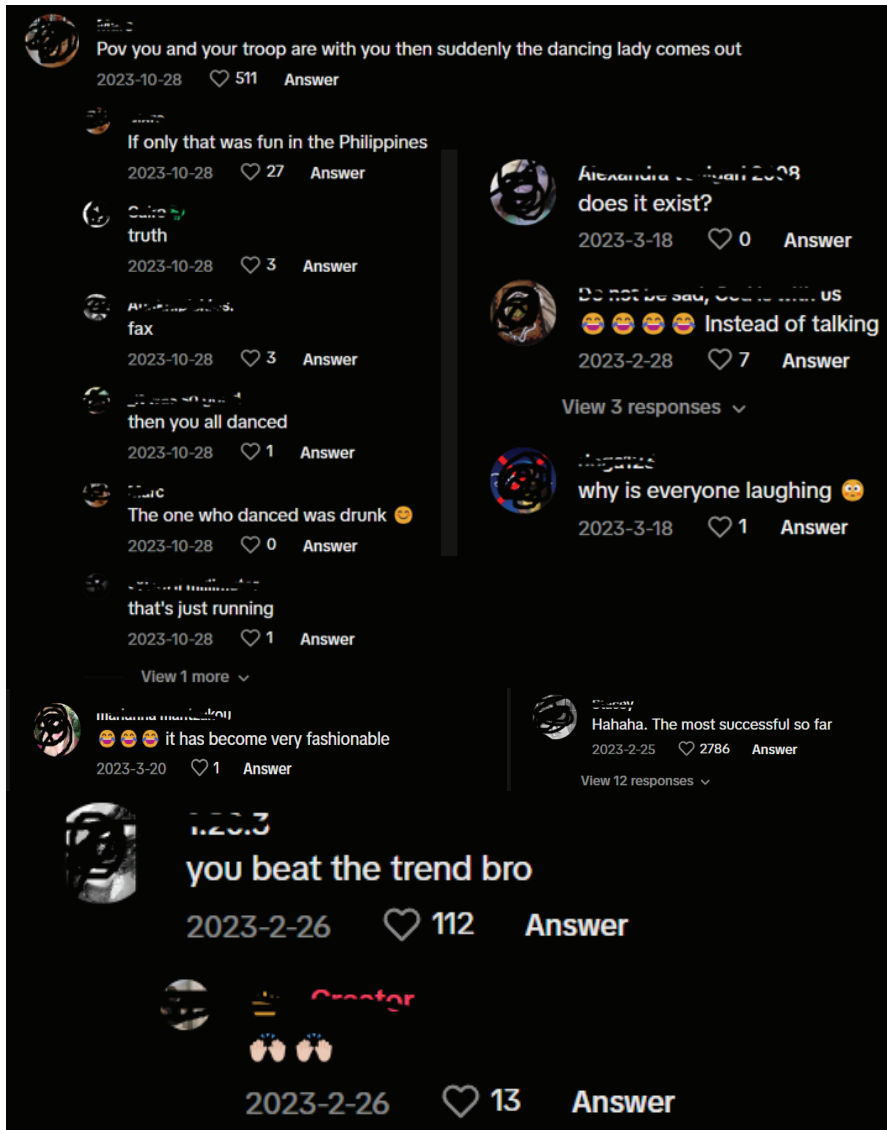 Pov you and your troop are with you then suddenly the dancing lady comes out
2023-10-28 511 Answer
If only that was fun in the Philippines
2023-10-28 27 Answer
truth
2023-10-28 3 Answer
fax
2023-10-28 3 Answer
then you all danced
2023-10-28 1 Answer
The one who danced was drunk 😊
2023-10-28 0 Answer
that's just running
2023-10-28 1 Answer
View 1 more
does it exist?
2023-3-18 0 Answer
😂😂😂😂 Instead of talking
2023-2-28 7 Answer
View 3 responses
why is everyone laughing 😳
2023-3-18 1 Answer
😂😂😂 it has become very fashionable
2023-3-20 1 Answer
Hahaha. The most successful so far
2023-2-25 2786 Answer
View 12 responses
you beat the trend bro
2023-2-26 112 Answer
Creator
🙌🏻🙌🏻
2023-2-26 13 Answer